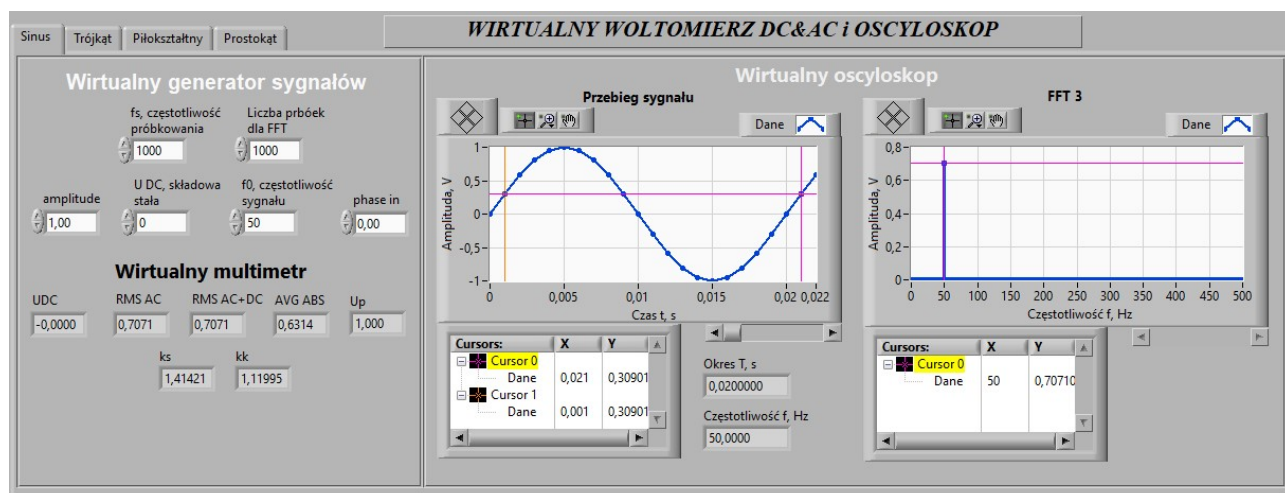 WIRTUALNY WOLTOMIERZ DC&AC i OSCYLOSKOP
Sinus Trójkąt Piłokształtny Prostokąt
Wirtualny generator sygnałów
fs, częstotliwość próbkowania
1000
Liczba prbóek dla FFT
1000
amplitude
1,00
U DC, składowa stała
0
f0, częstotliwość sygnału
50
phase in
0,00
Wirtualny multimetr
UDC
-0,0000
RMS AC
0,7071
RMS AC+DC
0,7071
AVG ABS
0,6314
Up
1,000
ks
1,41421
kk
1,11995
Wirtualny oscyloskop
Przebieg sygnału
Dane
Amplituda, V
1
0,5
0
-0,5
-1
0 0,005 0,01 0,015 0,02 0,022
Czas t, s
Cursors: X Y
Cursor 0
Dane 0,021 0,30901
Cursor 1
Dane 0,001 0,30901
Okres T, s
0,0200000
Częstotliwość f, Hz
50,0000
FFT 3
Dane
Amplituda, V
0,8
0,6
0,4
0,2
0
0 50 100 150 200 250 300 350 400 450 500
Częstotliwość f, Hz
Cursors: X Y
Cursor 0
Dane 50 0,70710